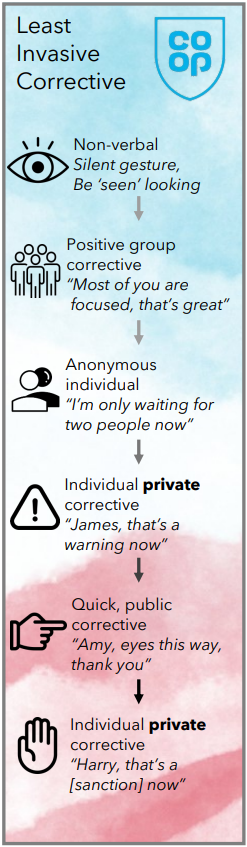 Least
Invasive
Corrective
CO
OP
Non-verbal
Silent gesture,
Be ‘seen’ looking
Positive group
corrective
“Most of you are
focused, that’s great”
Anonymous
individual
“I’m only waiting for
two people now”
Individual private
corrective
“James, that’s a
warning now”
Quick, public
corrective
“Amy, eyes this way,
thank you”
Individual private
corrective
“Harry, that’s a
[sanction] now”